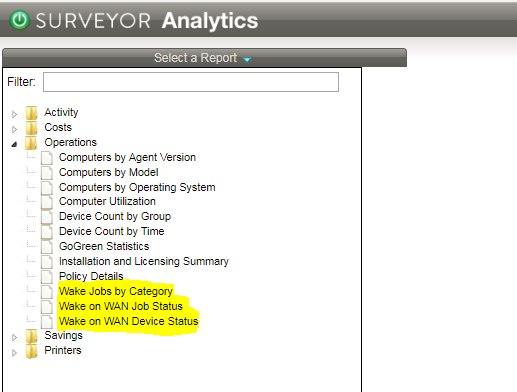 SURVEYOR Analytics
Select a Report
Filter:
Activity
Costs
Operations
Computers by Agent Version
Computers by Model
Computers by Operating System
Computer Utilization
Device Count by Group
Device Count by Time
GoGreen Statistics
Installation and Licensing Summary
Policy Details
Wake Jobs by Category
Wake on WAN Job Status
Wake on WAN Device Status
Savings
Printers